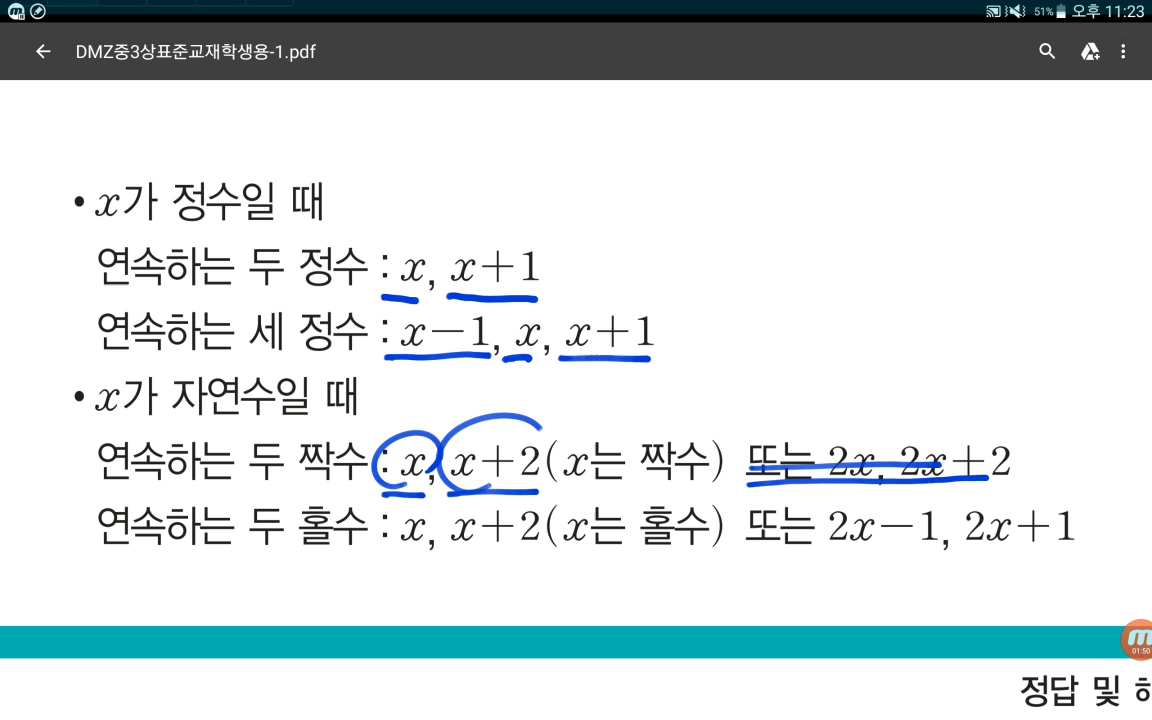 51% 오후 11:23
DMZ중3상표준교재학생용-1.pdf
• x가 정수일 때
연속하는 두 정수 : x, x+1
연속하는 세 정수 : x−1, x, x+1
• x가 자연수일 때
연속하는 두 짝수 : x, x+2(x는 짝수) 또는 2x, 2x+2
연속하는 두 홀수 : x, x+2(x는 홀수) 또는 2x−1, 2x+1
01:50
정답 및